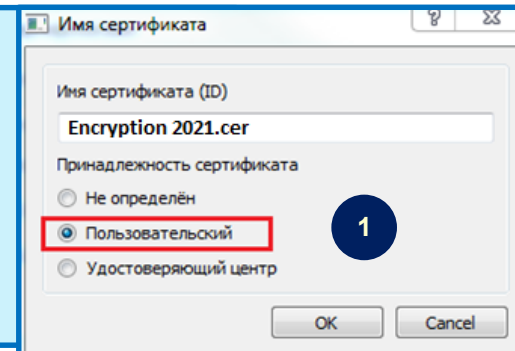 Имя сертификата
Имя сертификата (ID)
Encryption 2021.cer
Принадлежность сертификата
Не определён
Пользовательский
1
Удостоверяющий центр
OK
Cancel